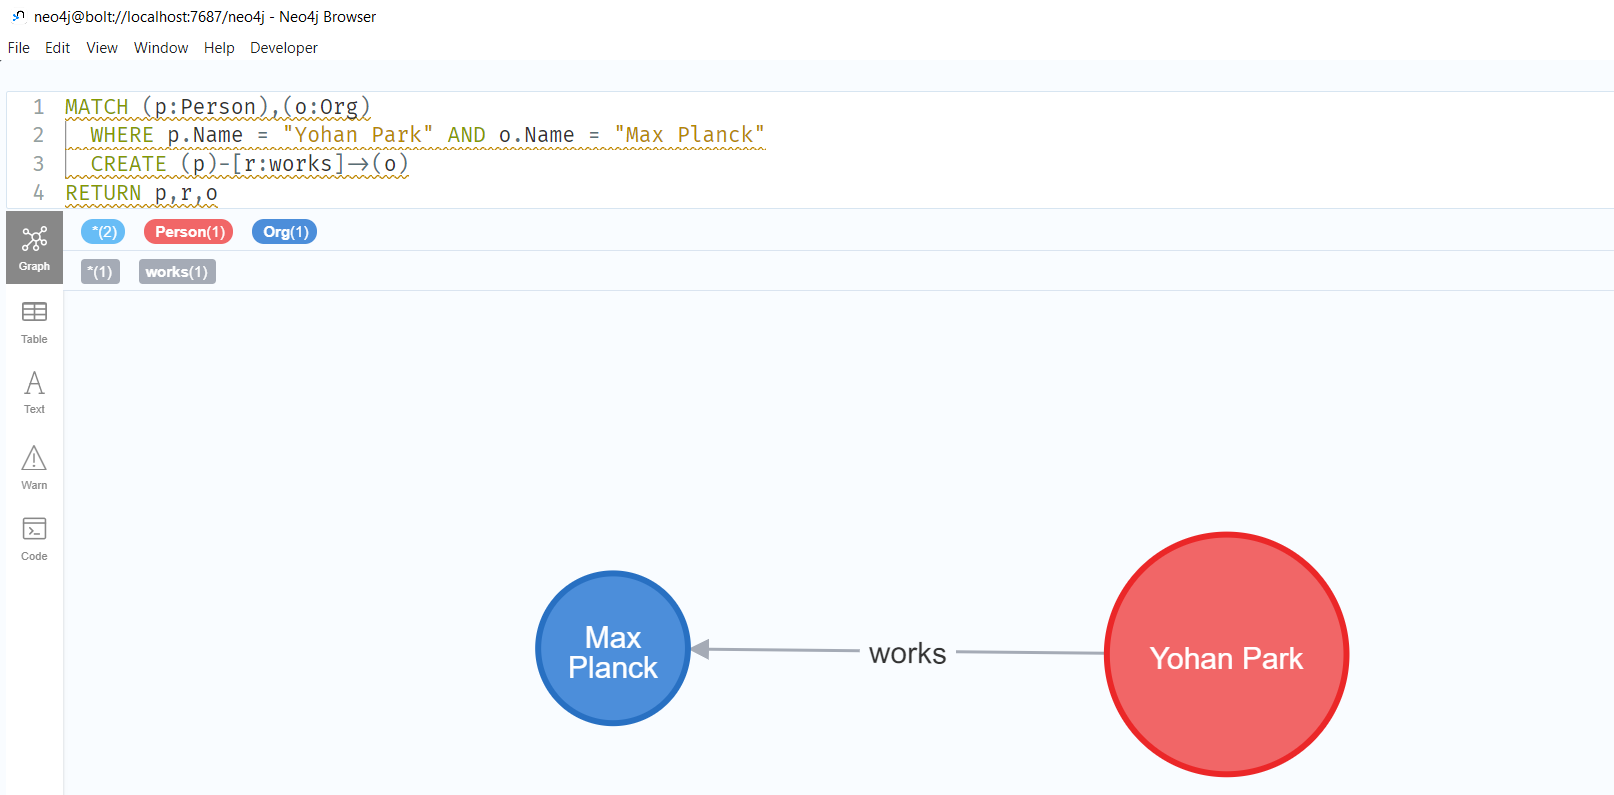 neo4j@bolt://localhost:7687/neo4j - Neo4j Browser
File Edit View Window Help Developer
1 MATCH (p:Person),(o:Org)
2 WHERE p.Name = "Yohan Park" AND o.Name = "Max Planck"
3 CREATE (p)-[r:works]->(o)
4 RETURN p,r,o
*(2) Person(1) Org(1)
Graph
*(1) works(1)
Table
Text
Warn
Code
Max
Planck
works
Yohan Park